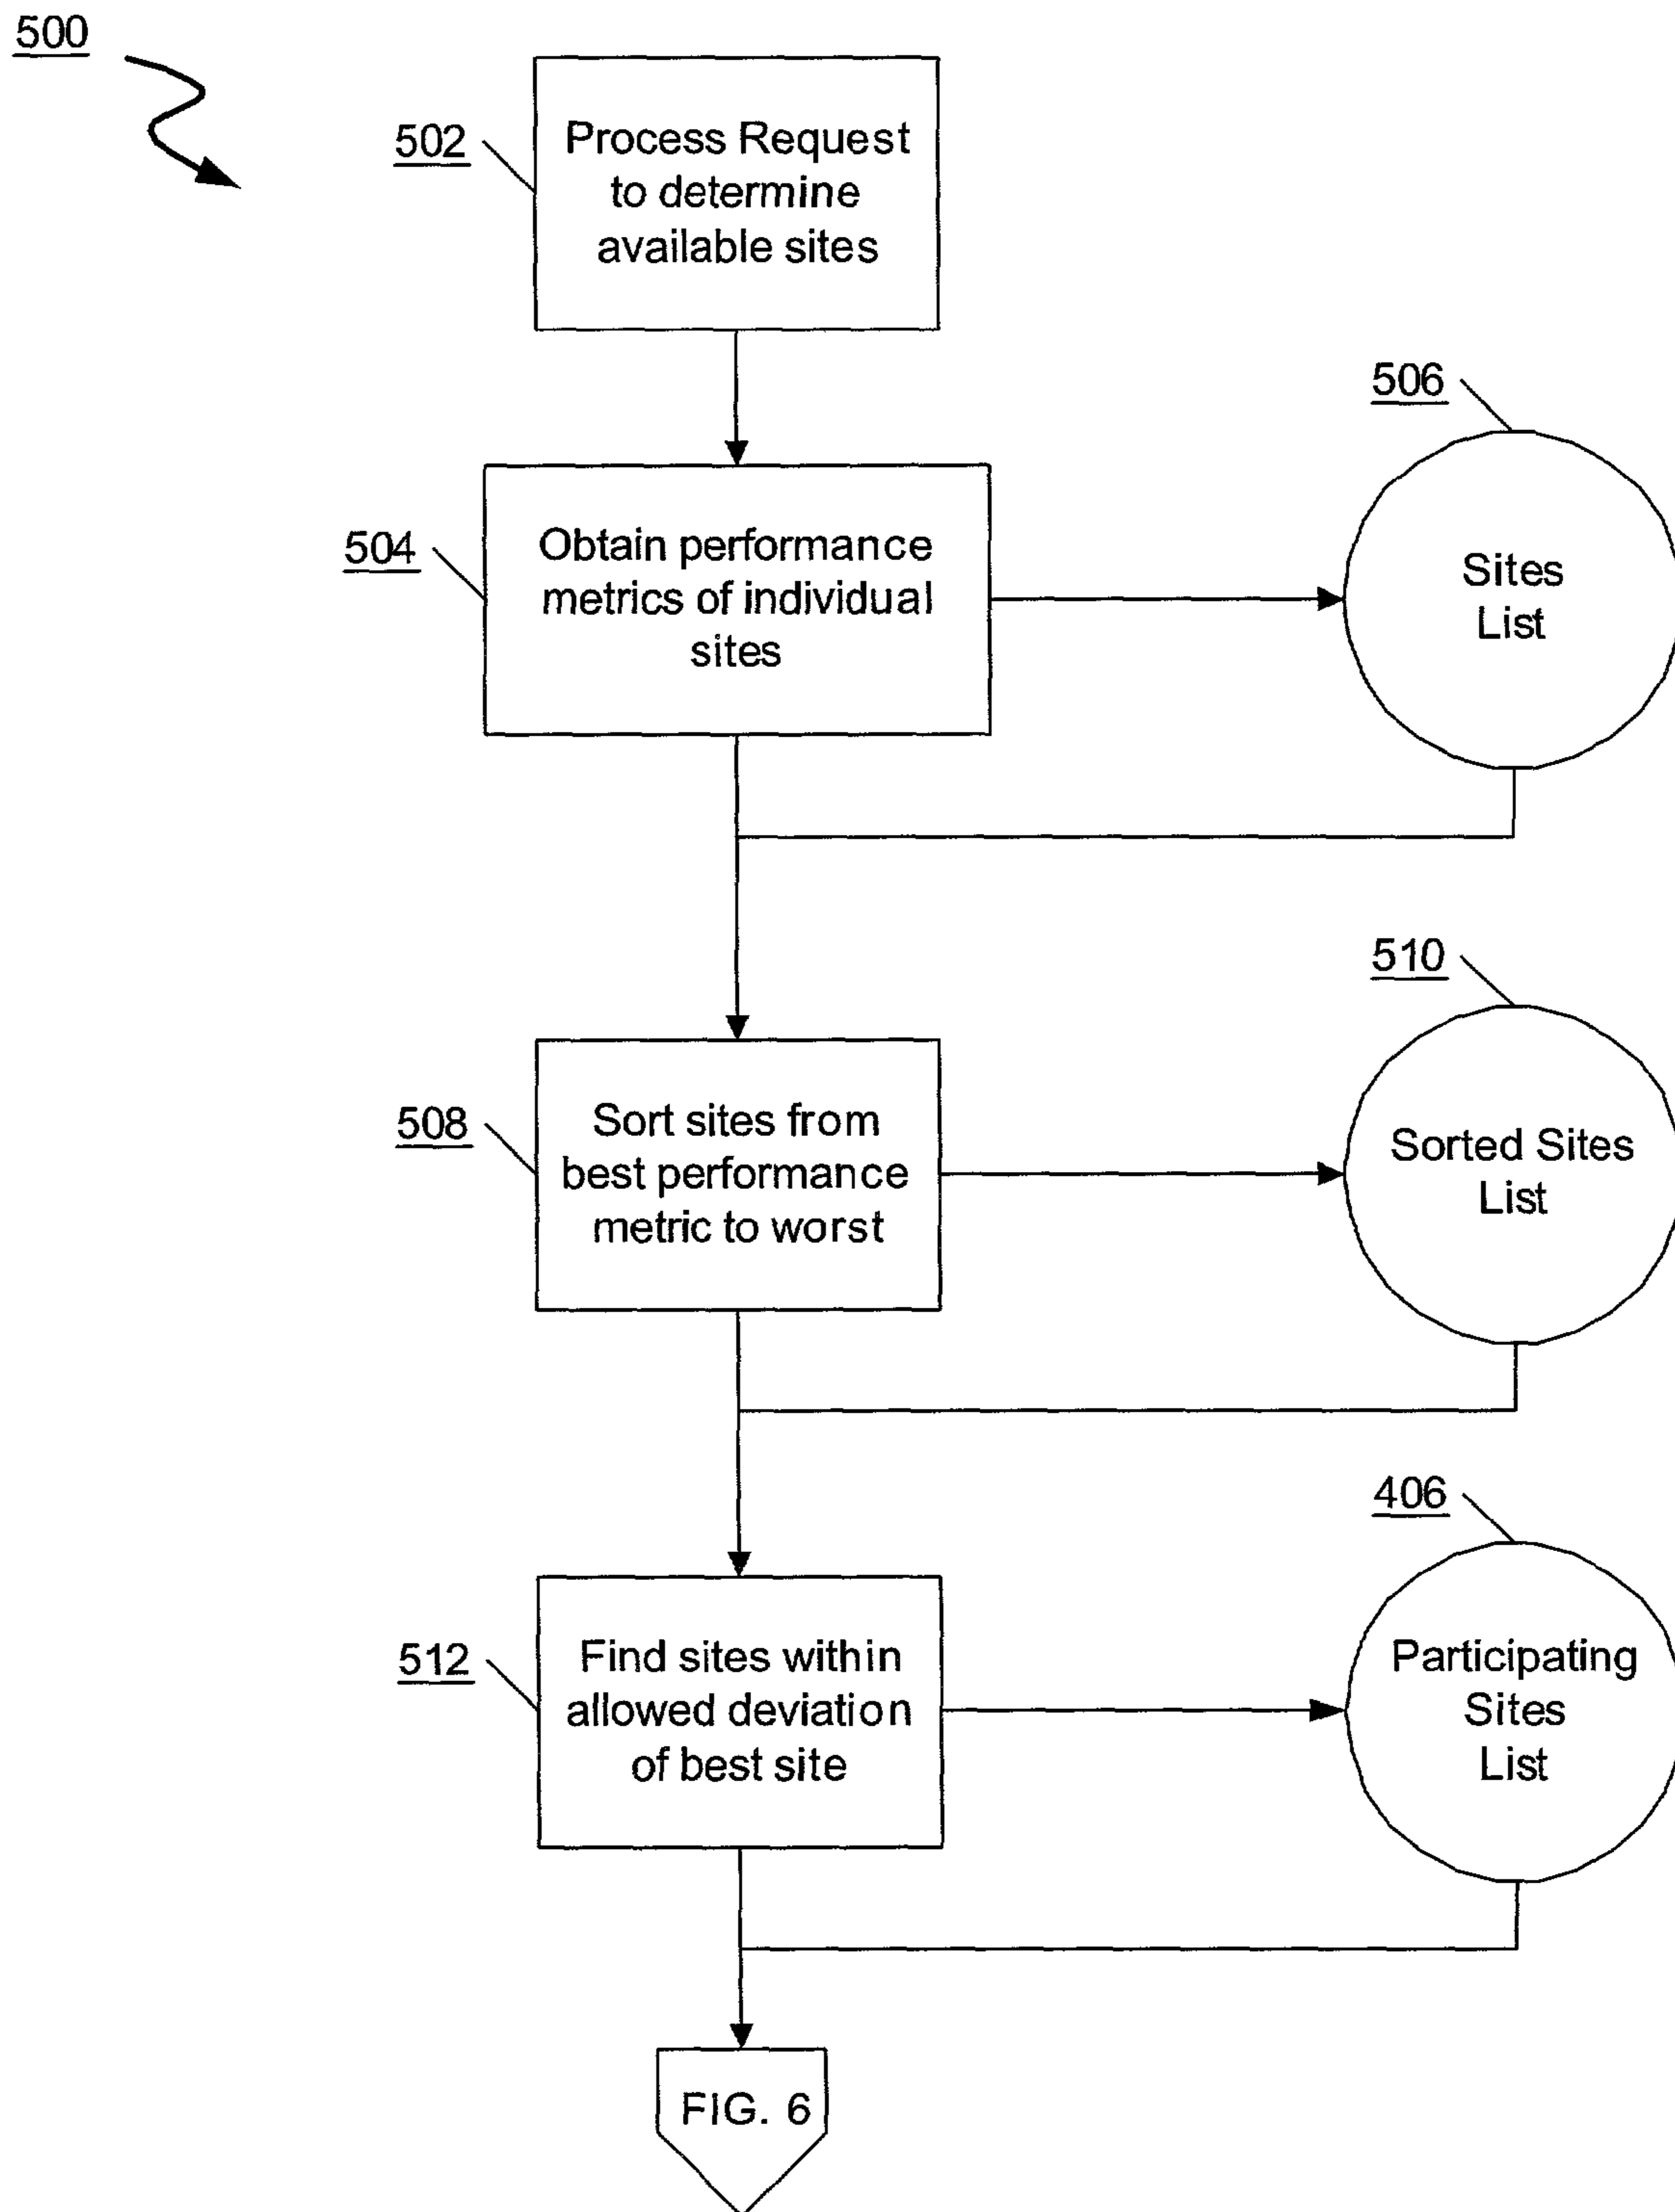 500
502
Process Request
to determine
available sites
506
504
Obtain performance
metrics of individual
sites
Sites
List
510
508
Sort sites from
best performance
metric to worst
Sorted Sites
List
406
512
Find sites within
allowed deviation
of best site
Participating
Sites
List
FIG. 6